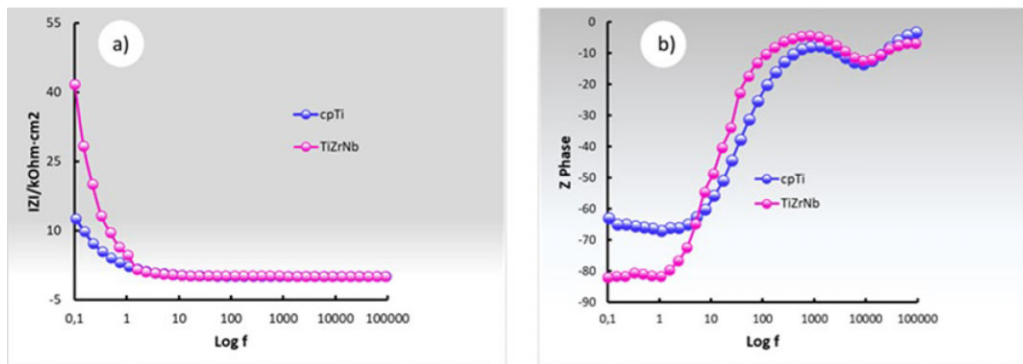 a)
55
40
25
10
-5
IZI/kOhm·cm2
cpTi
TiZrNb
0,1 1 10 100 1000 10000 100000
Log f
b)
0
-10
-20
-30
-40
-50
-60
-70
-80
-90
Z Phase
cpTi
TiZrNb
0,1 1 10 100 1000 10000 100000
Log f